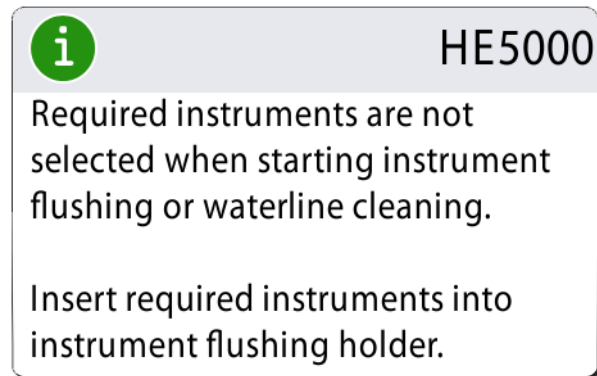 i HE5000
Required instruments are not
selected when starting instrument
flushing or waterline cleaning.
Insert required instruments into
instrument flushing holder.